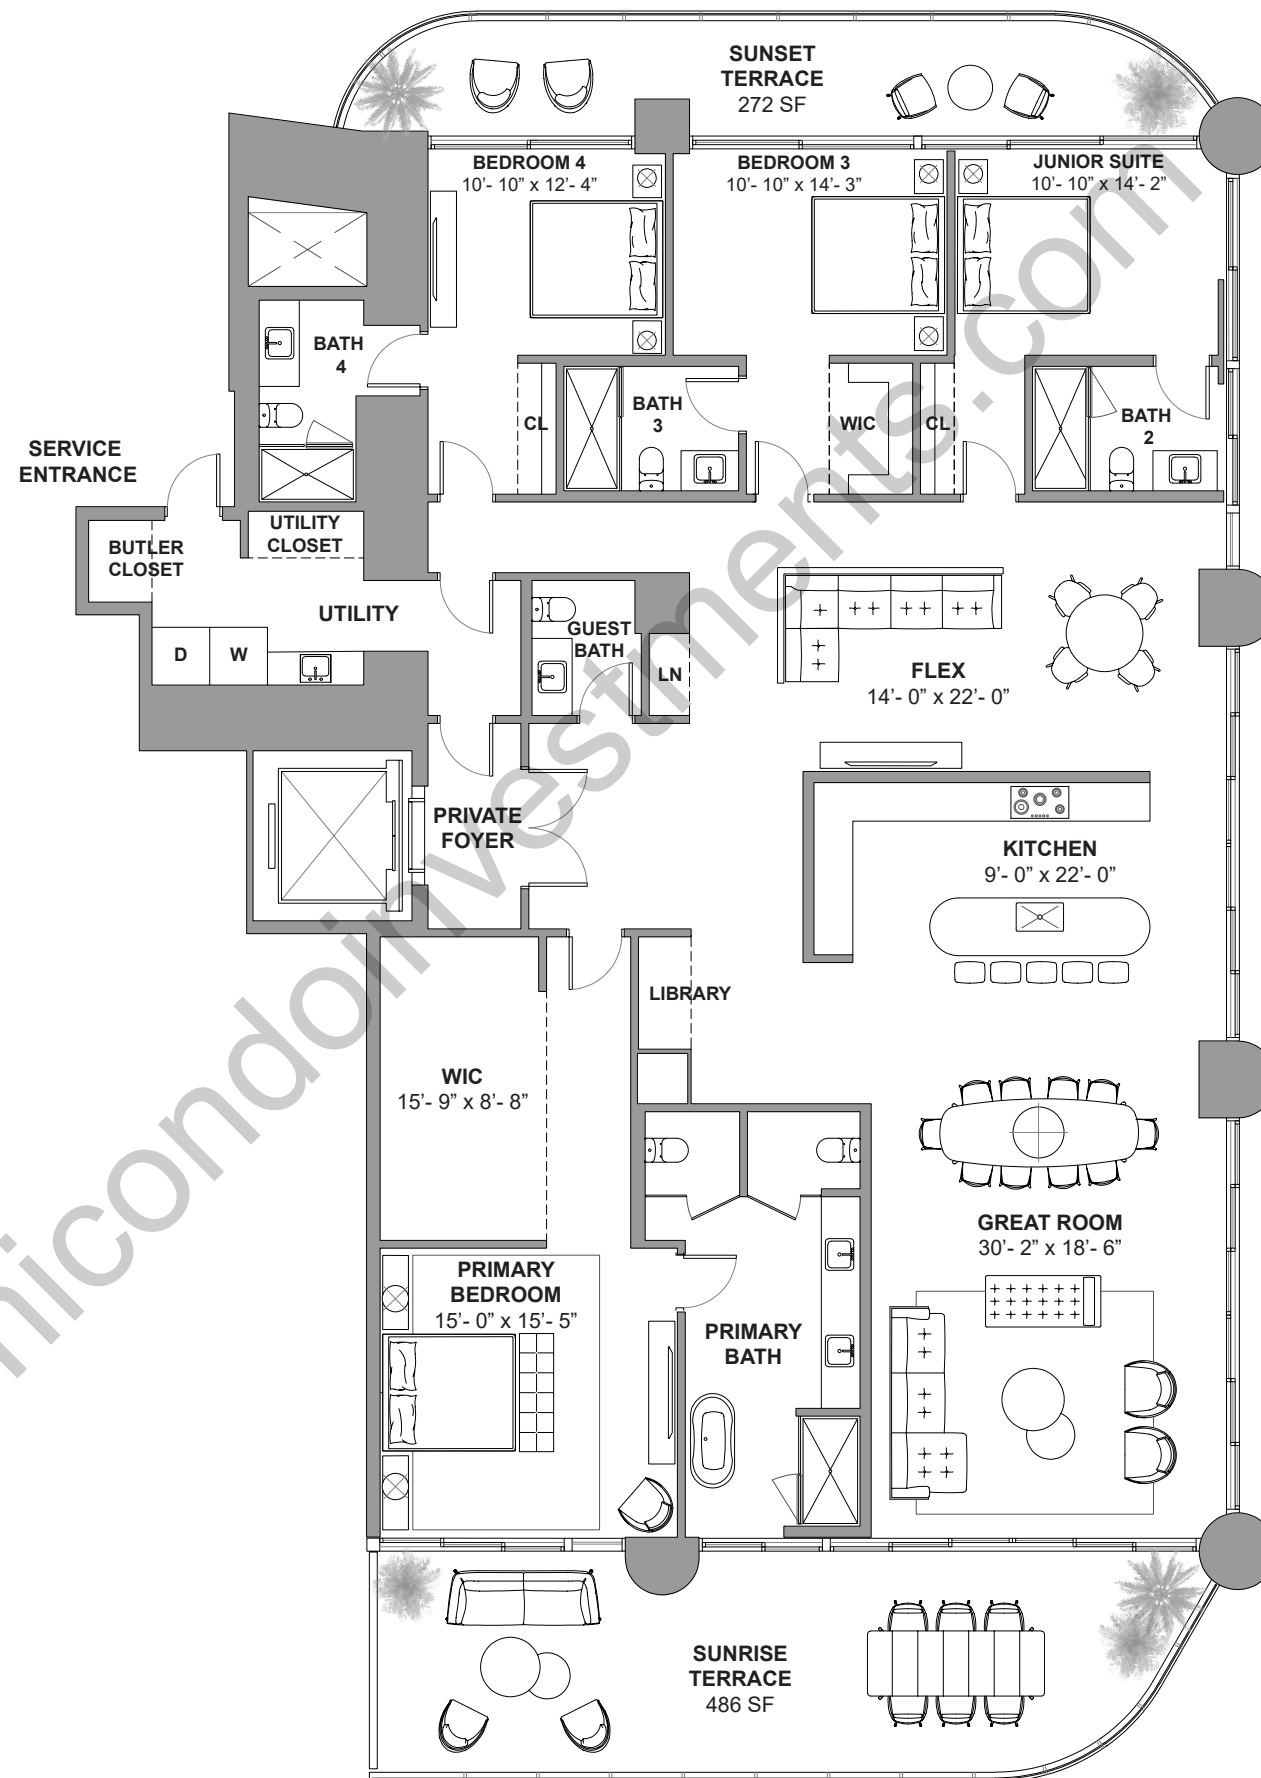 SUNSET
TERRACE
272 SF
BEDROOM 4
10'- 10” x 12'- 4”
BEDROOM 3
10'- 10” x 14'- 3”
JUNIOR SUITE
10'- 10” x 14'- 2”
BATH
4
CL
BATH
3
WIC
CL
BATH
2
SERVICE
ENTRANCE
BUTLER
CLOSET
UTILITY
CLOSET
UTILITY
D
W
GUEST
BATH
LN
FLEX
14'- 0” x 22'- 0”
PRIVATE
FOYER
KITCHEN
9'- 0” x 22'- 0”
LIBRARY
WIC
15'- 9” x 8'- 8”
GREAT ROOM
30'- 2” x 18'- 6”
PRIMARY
BEDROOM
15'- 0” x 15'- 5”
PRIMARY
BATH
SUNRISE
TERRACE
486 SF
micondoinvestments.com